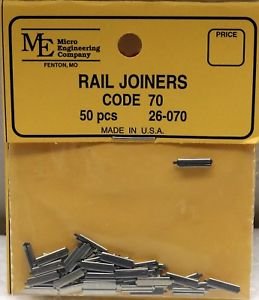 ME
Micro
Engineering
Company
FENTON, MO
PRICE
RAIL JOINERS
CODE 70
50 pcs 26-070
MADE IN U.S.A.